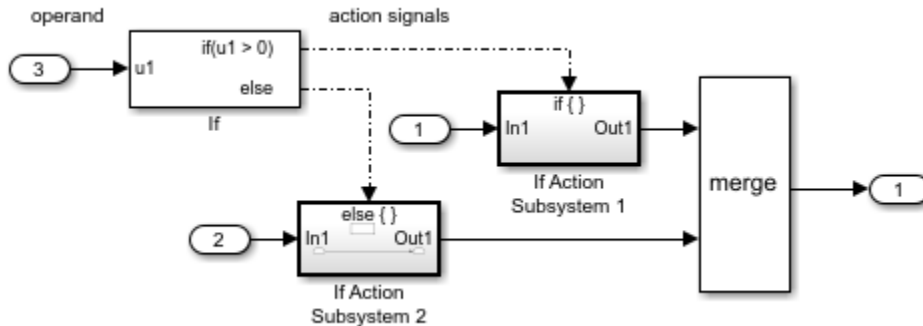 operand
action signals
3
u1
if(u1 > 0)
else
If
1
if { }
In1
Out1
If Action
Subsystem 1
merge
1
2
else { }
In1
Out1
If Action
Subsystem 2